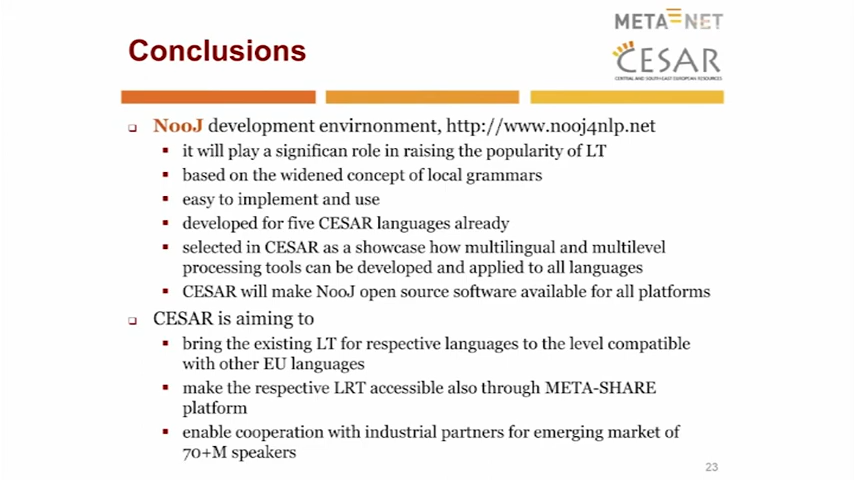 META NET
Conclusions
CESAR
CENTRAL AND SOUTH-EAST EUROPEAN RESOURCES
NooJ development envirnonment, http://www.nooj4nlp.net
it will play a significan role in raising the popularity of LT
based on the widened concept of local grammars
easy to implement and use
developed for five CESAR languages already
selected in CESAR as a showcase how multilingual and multilevel
processing tools can be developed and applied to all languages
CESAR will make NooJ open source software available for all platforms
CESAR is aiming to
bring the existing LT for respective languages to the level compatible
with other EU languages
make the respective LRT accessible also through META-SHARE
platform
enable cooperation with industrial partners for emerging market of
70+M speakers
23